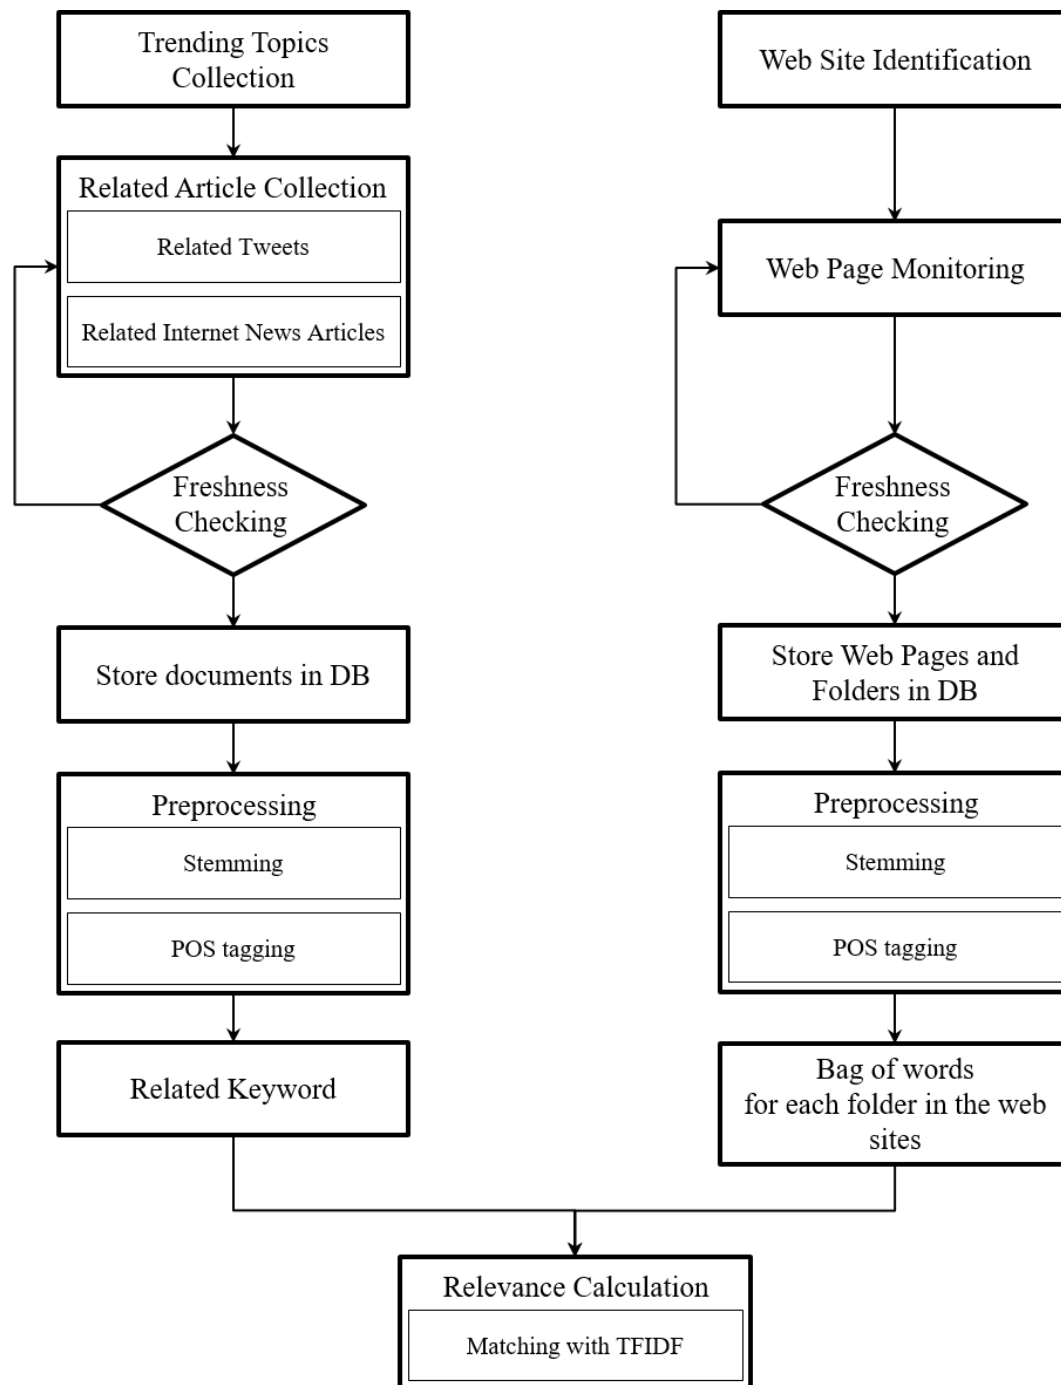 Trending Topics
Collection
Related Article Collection
Related Tweets
Related Internet News Articles
Freshness
Checking
Store documents in DB
Preprocessing
Stemming
POS tagging
Related Keyword
Web Site Identification
Web Page Monitoring
Freshness
Checking
Store Web Pages and
Folders in DB
Preprocessing
Stemming
POS tagging
Bag of words
for each folder in the web
sites
Relevance Calculation
Matching with TFIDF